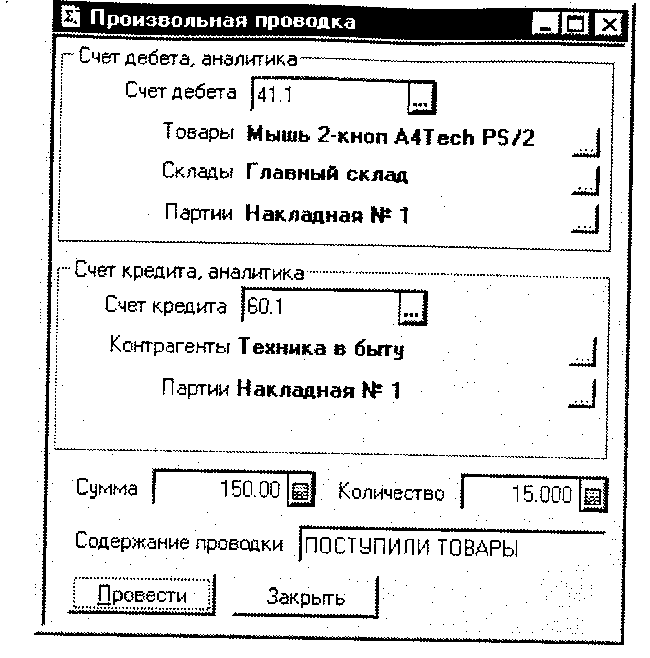 Произвольная проводка
Счет дебета, аналитика
Счет дебета 41.1 ...
Товары Мышь 2-кноп A4Tech PS/2 ...
Склады Главный склад ...
Партии Накладная № 1 ...
Счет кредита, аналитика
Счет кредита 60.1 ...
Контрагенты Техника в быту ...
Партии Накладная № 1 ...
Сумма 150.00 Количество 15.000
Содержание проводки ПОСТУПИЛИ ТОВАРЫ
Провести Закрыть